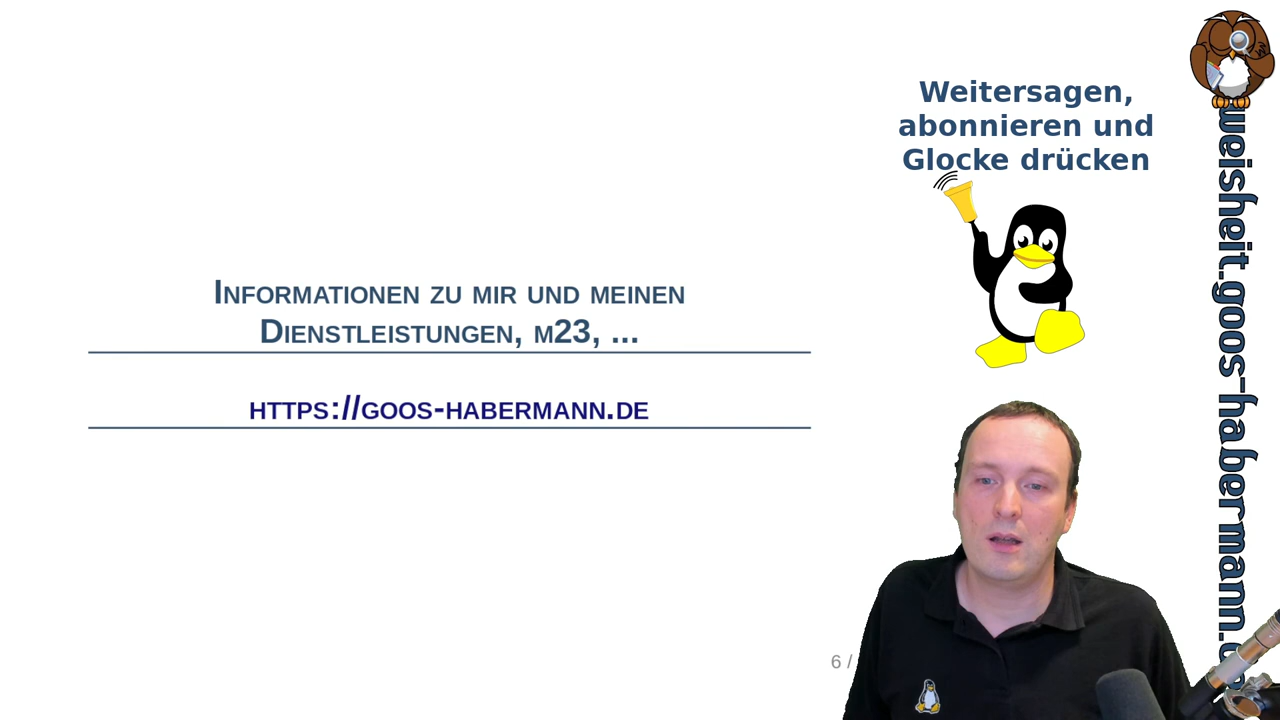 Weitersagen,
abonnieren und
Glocke drücken
Informationen zu mir und meinen
Dienstleistungen, m23, ...
https://goos-habermann.de
6 /
weisheit.goos-habermann.